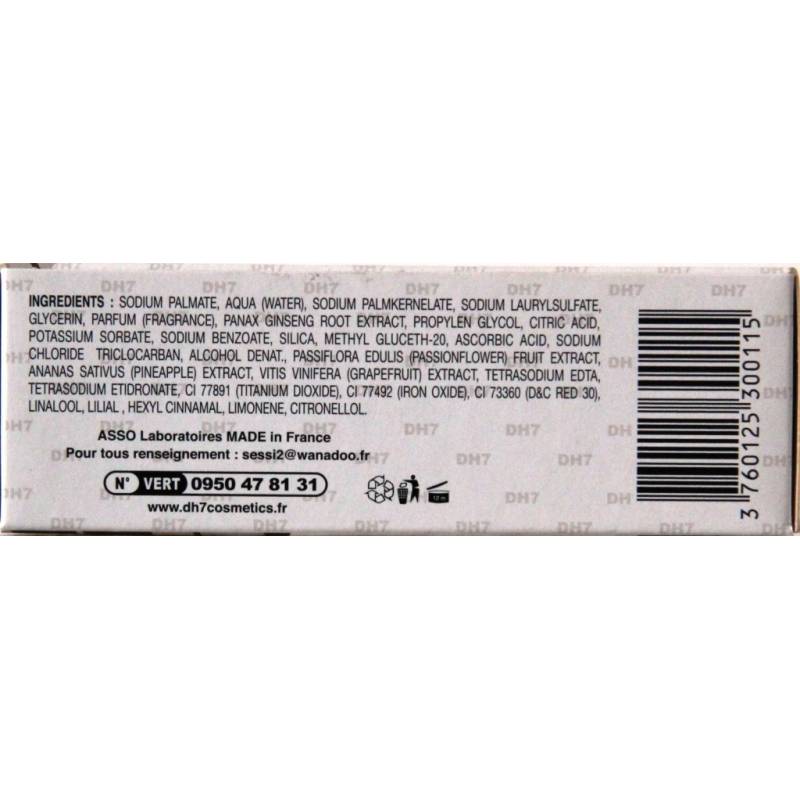 INGREDIENTS : SODIUM PALMATE, AQUA (WATER), SODIUM PALMKERNELATE, SODIUM LAURYLSULFATE,
GLYCERIN, PARFUM (FRAGRANCE), PANAX GINSENG ROOT EXTRACT, PROPYLEN GLYCOL, CITRIC ACID,
POTASSIUM SORBATE, SODIUM BENZOATE, SILICA, METHYL GLUCETH-20, ASCORBIC ACID, SODIUM
CHLORIDE TRICLOCARBAN, ALCOHOL DENAT., PASSIFLORA EDULIS (PASSIONFLOWER) FRUIT EXTRACT,
ANANAS SATIVUS (PINEAPPLE) EXTRACT, VITIS VINIFERA (GRAPEFRUIT) EXTRACT, TETRASODIUM EDTA,
TETRASODIUM ETIDRONATE, CI 77891 (TITANIUM DIOXIDE), CI 77492 (IRON OXIDE), CI 73360 (D&C RED 30),
LINALOOL, LILIAL , HEXYL CINNAMAL, LIMONENE, CITRONELLOL.
ASSO Laboratoires MADE in France
Pour tous renseignement : sessi2@wanadoo.fr
N° VERT 0950 47 81 31
www.dh7cosmetics.fr
12 m
3 760125 300115
DH7